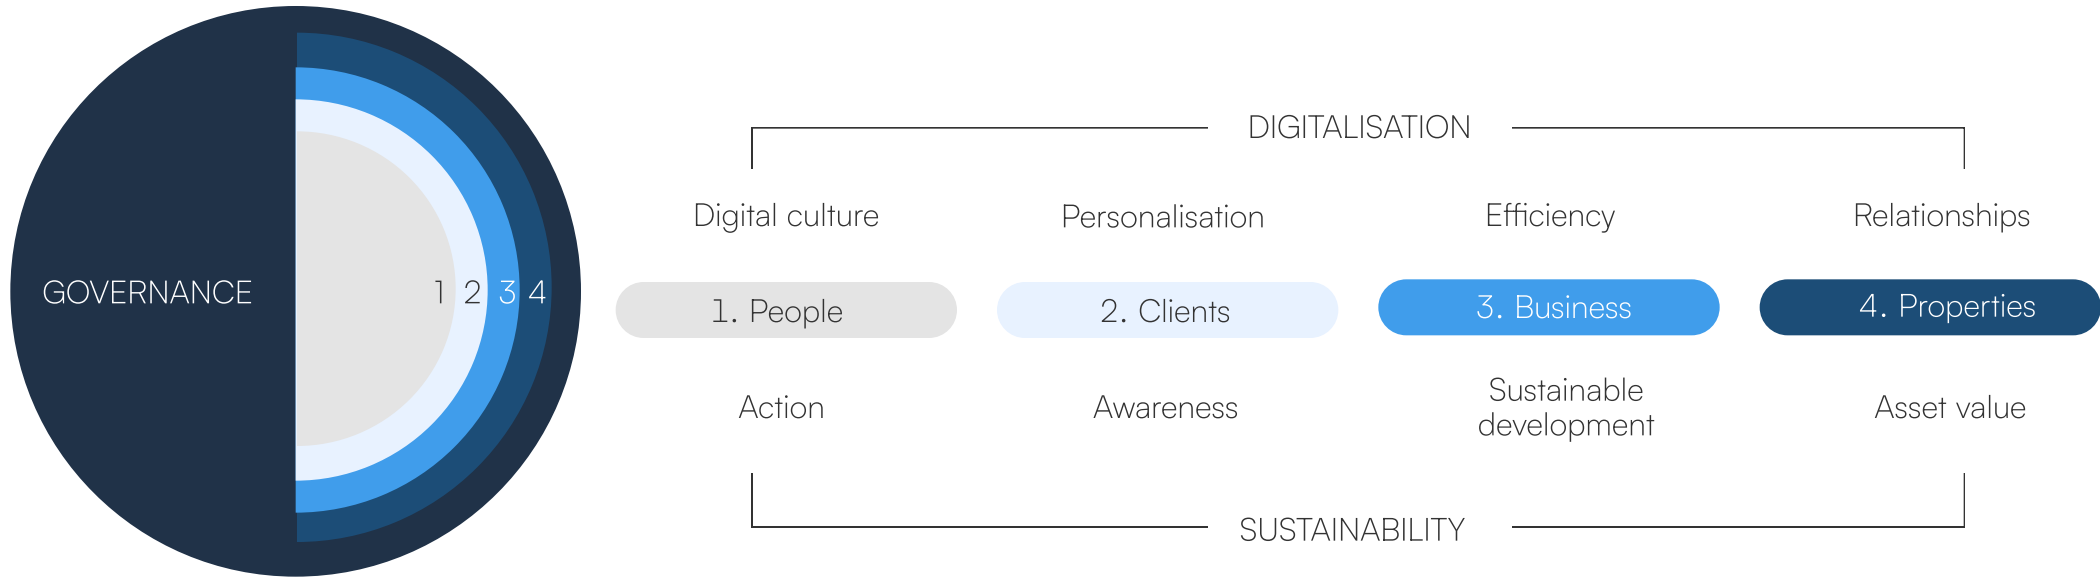 GOVERNANCE
1 2 3 4
DIGITALISATION
Digital culture
Personalisation
Efficiency
Relationships
1. People
2. Clients
3. Business
4. Properties
Action
Awareness
Sustainable
development
Asset value
SUSTAINABILITY